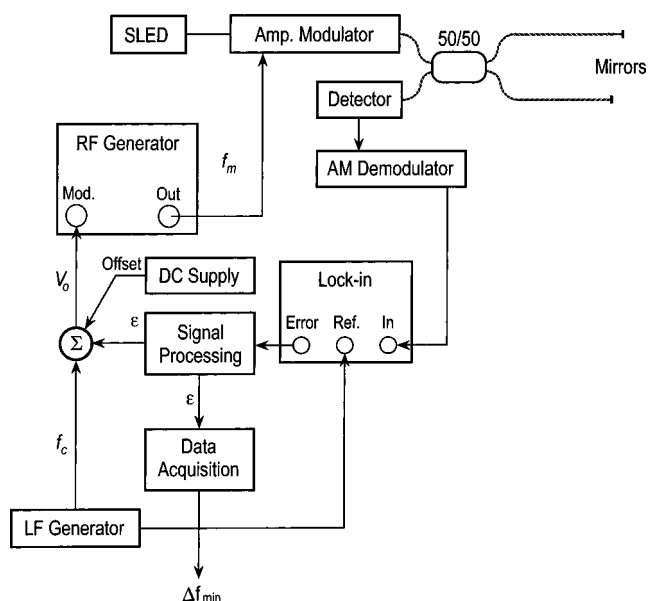 SLED
Amp. Modulator
50/50
Mirrors
Detector
RF Generator
f_m
AM Demodulator
Mod.
Out
Offset
DC Supply
V_o
Lock-in
Error
Ref.
In
Σ
ε
Signal
Processing
ε
f_c
Data
Acquisition
LF Generator
Δf_min